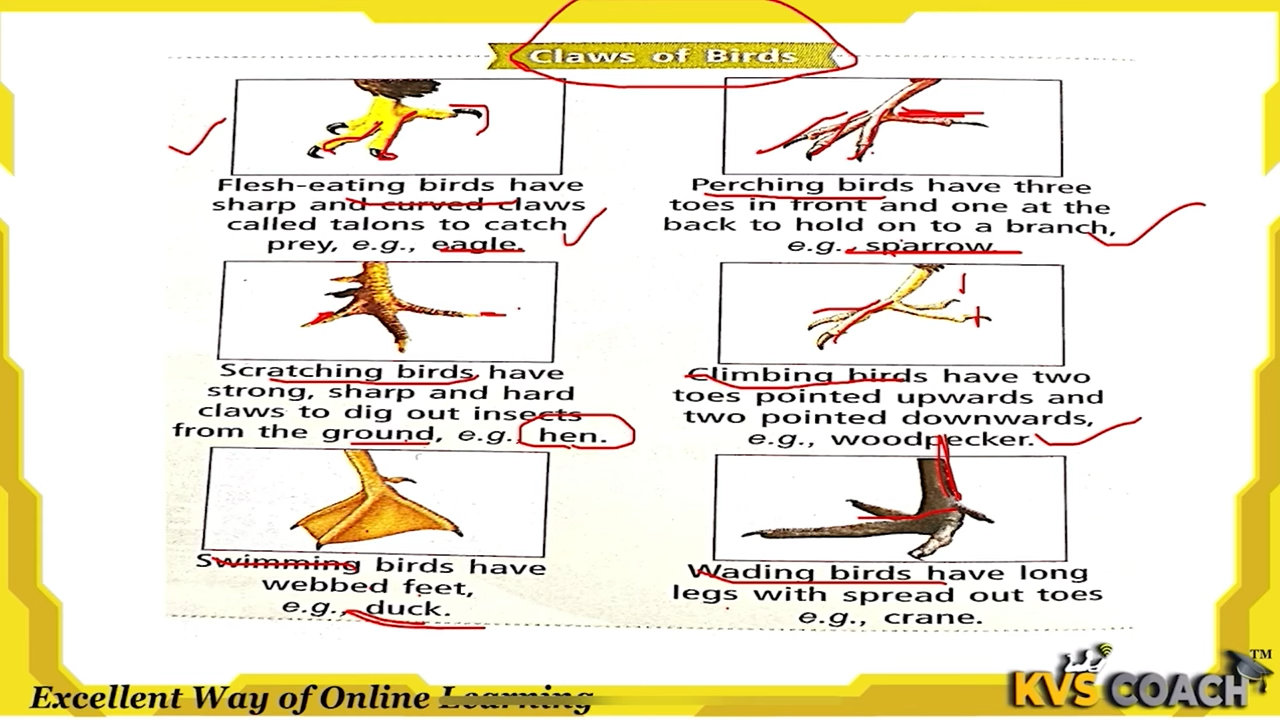 Claws of Birds
Flesh-eating birds have
sharp and curved claws
called talons to catch
prey, e.g., eagle.
Perching birds have three
toes in front and one at the
back to hold on to a branch,
e.g., sparrow.
Scratching birds have
strong, sharp and hard
claws to dig out insects
from the ground, e.g., hen.
Climbing birds have two
toes pointed upwards and
two pointed downwards,
e.g., woodpecker.
Swimming birds have
webbed feet,
e.g., duck.
Wading birds have long
legs with spread out toes
e.g., crane.
Excellent Way of Online Learning
KVS COACH TM